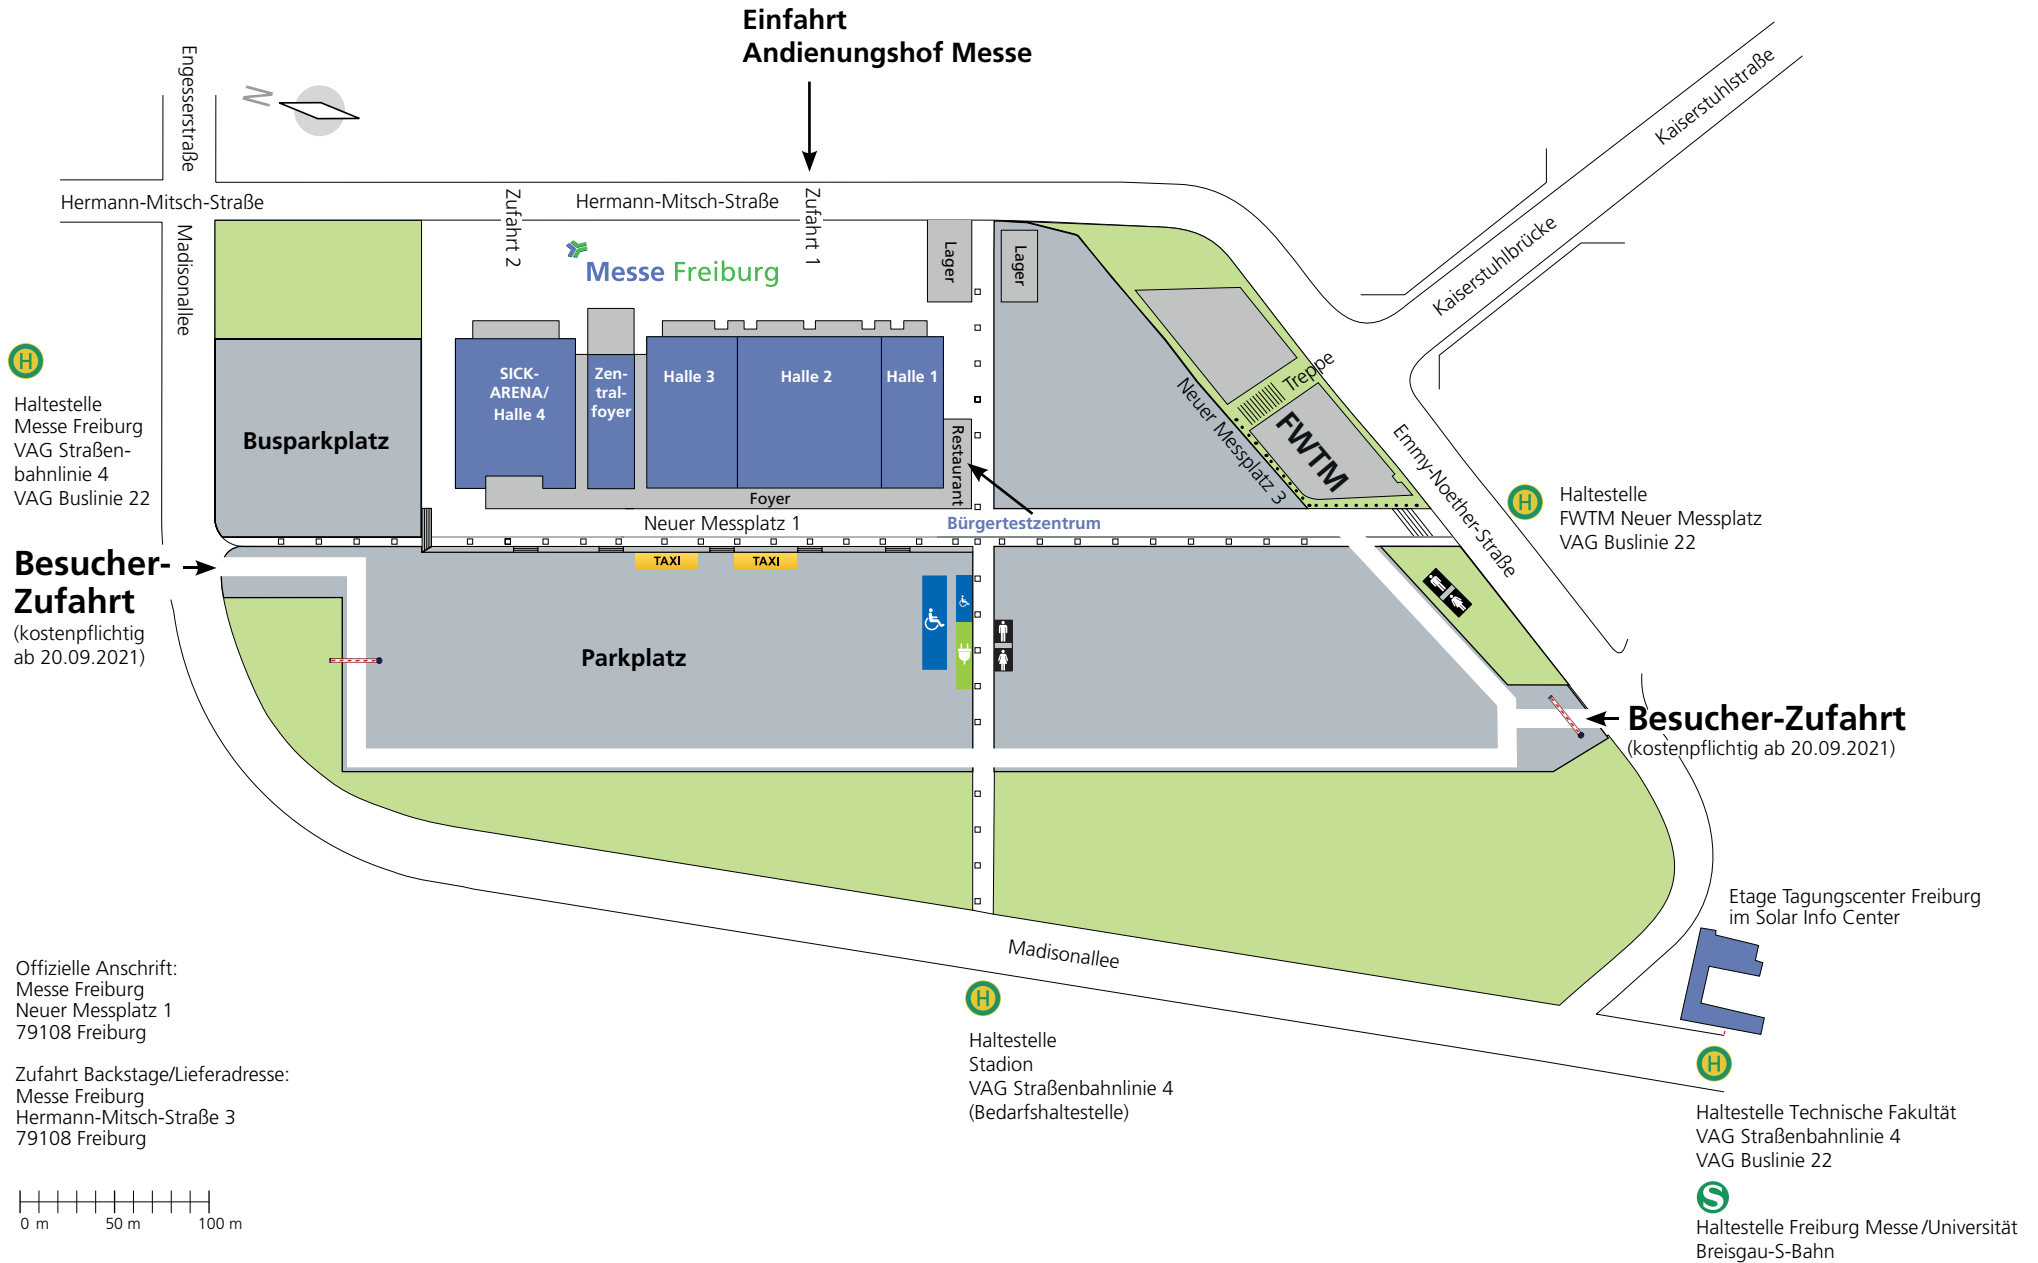 Einfahrt
Andienungshof Messe
Engesserstraße
N
Kaiserstuhlstraße
Hermann-Mitsch-Straße
Zufahrt 2
Hermann-Mitsch-Straße
Zufahrt 1
Madisonallee
Messe Freiburg
Lager
Lager
Kaiserstuhlbrücke
H
Haltestelle
Messe Freiburg
VAG Straßen-
bahnlinie 4
VAG Buslinie 22
Busparkplatz
SICK-
ARENA/
Halle 4
Zen-
tral-
foyer
Halle 3
Halle 2
Halle 1
Restaurant
Foyer
Neuer Messplatz 1
Bürgertestzentrum
Neuer Messplatz 3
Treppe
FWTM
Emmy-Noether-Straße
H
Haltestelle
FWTM Neuer Messplatz
VAG Buslinie 22
Besucher-
Zufahrt
(kostenpflichtig
ab 20.09.2021)
TAXI
TAXI
Parkplatz
Besucher-Zufahrt
(kostenpflichtig ab 20.09.2021)
Etage Tagungscenter Freiburg
im Solar Info Center
Madisonallee
Offizielle Anschrift:
Messe Freiburg
Neuer Messplatz 1
79108 Freiburg
Zufahrt Backstage/Lieferadresse:
Messe Freiburg
Hermann-Mitsch-Straße 3
79108 Freiburg
0 m
50 m
100 m
H
Haltestelle
Stadion
VAG Straßenbahnlinie 4
(Bedarfshaltestelle)
H
Haltestelle Technische Fakultät
VAG Straßenbahnlinie 4
VAG Buslinie 22
S
Haltestelle Freiburg Messe/Universität
Breisgau-S-Bahn